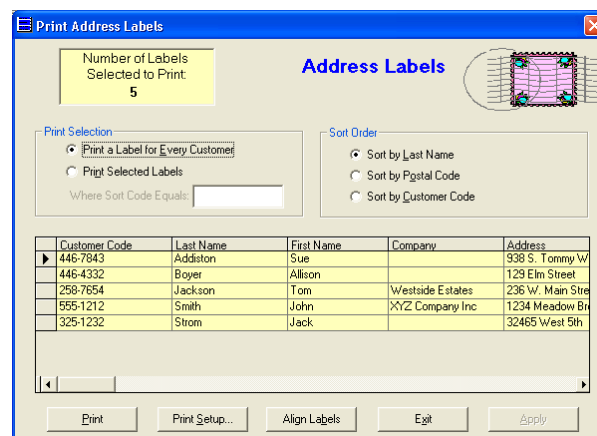 Print Address Labels
Number of Labels
Selected to Print:
5
Address Labels
Print Selection
Print a Label for Every Customer
Print Selected Labels
Where Sort Code Equals:
Sort Order
Sort by Last Name
Sort by Postal Code
Sort by Customer Code
Customer Code Last Name First Name Company Address
446-7843 Addiston Sue 938 S. Tommy W
446-4332 Boyer Allison 129 Elm Street
258-7654 Jackson Tom Westside Estates 236 W. Main Stre
555-1212 Smith John XYZ Company Inc 1234 Meadow Br
325-1232 Strom Jack 32465 West 5th
Print Print Setup... Align Labels Exit Apply